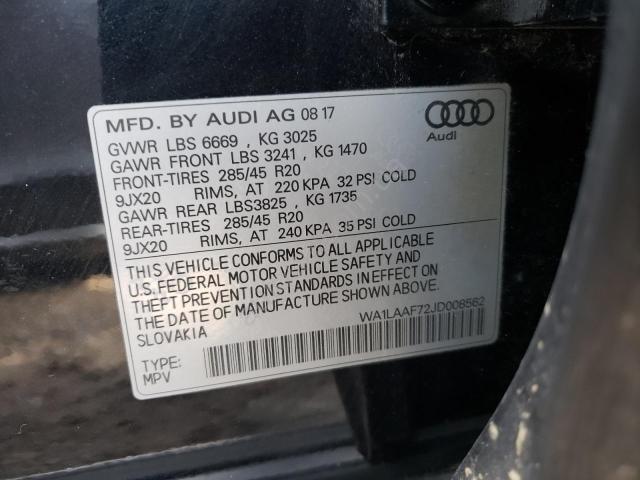 MFD. BY AUDI AG 08 17
Audi
GVWR LBS 6669 , KG 3025
GAWR FRONT LBS 3241 , KG 1470
FRONT-TIRES 285/45 R20
9JX20 RIMS, AT 220 KPA 32 PSI COLD
GAWR REAR LBS3825 , KG 1735
REAR-TIRES 285/45 R20
9JX20 RIMS, AT 240 KPA 35 PSI COLD
THIS VEHICLE CONFORMS TO ALL APPLICABLE
U.S. FEDERAL MOTOR VEHICLE SAFETY AND
THEFT PREVENTION STANDARDS IN EFFECT ON
THE DATE OF MANUFACTURE SHOWN ABOVE.
SLOVAKIA
WA1LAAF72JD008562
TYPE:
MPV